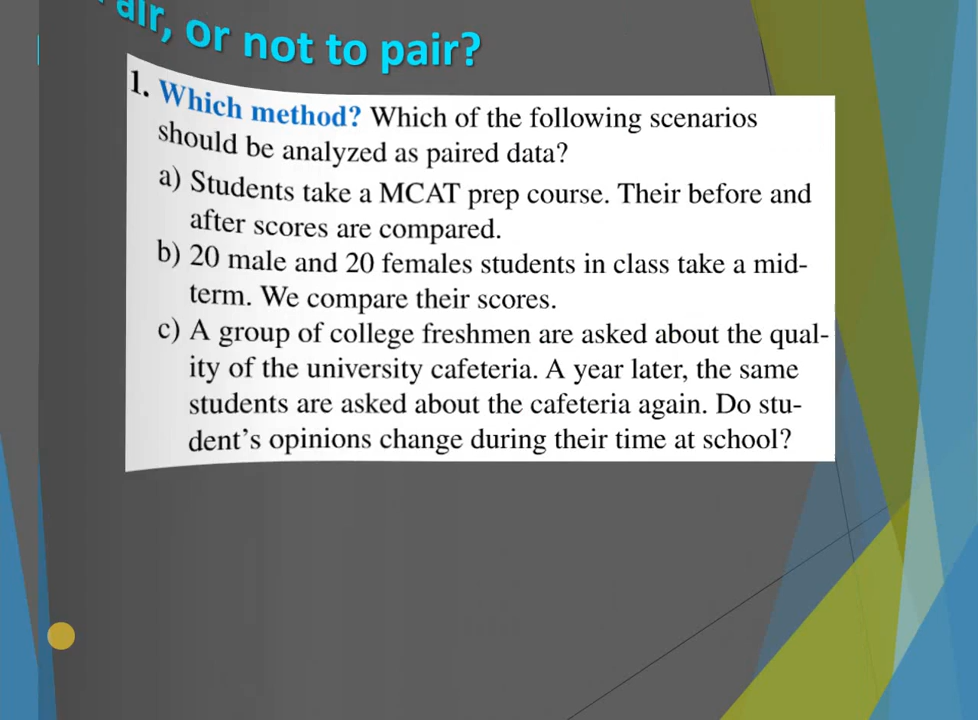 or not to pair?
1. Which method? Which of the following scenarios
should be analyzed as paired data?
a) Students take a MCAT prep course. Their before and
after scores are compared.
b) 20 male and 20 females students in class take a mid-
term. We compare their scores.
c) A group of college freshmen are asked about the qual-
ity of the university cafeteria. A year later, the same
students are asked about the cafeteria again. Do stu-
dent's opinions change during their time at school?